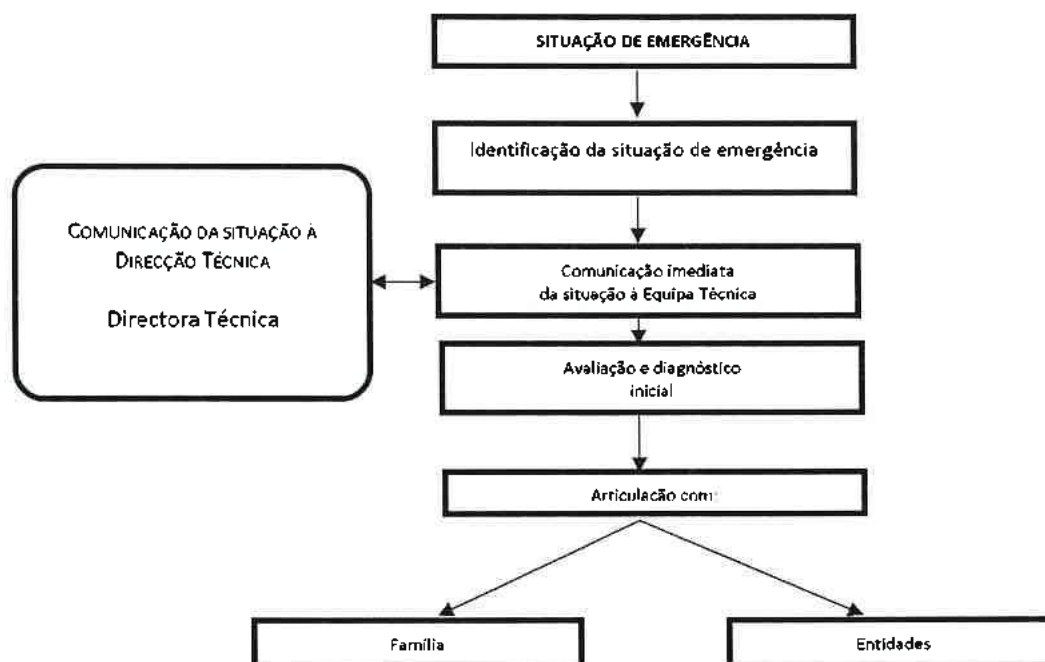 SITUAÇÃO DE EMERGÊNCIA
Identificação da situação de emergência
COMUNICAÇÃO DA SITUAÇÃO À
DIRECÇÃO TÉCNICA
Directora Técnica
Comunicação imediata
da situação à Equipa Técnica
Avaliação e diagnóstico
inicial
Articulação com:
Família
Entidades